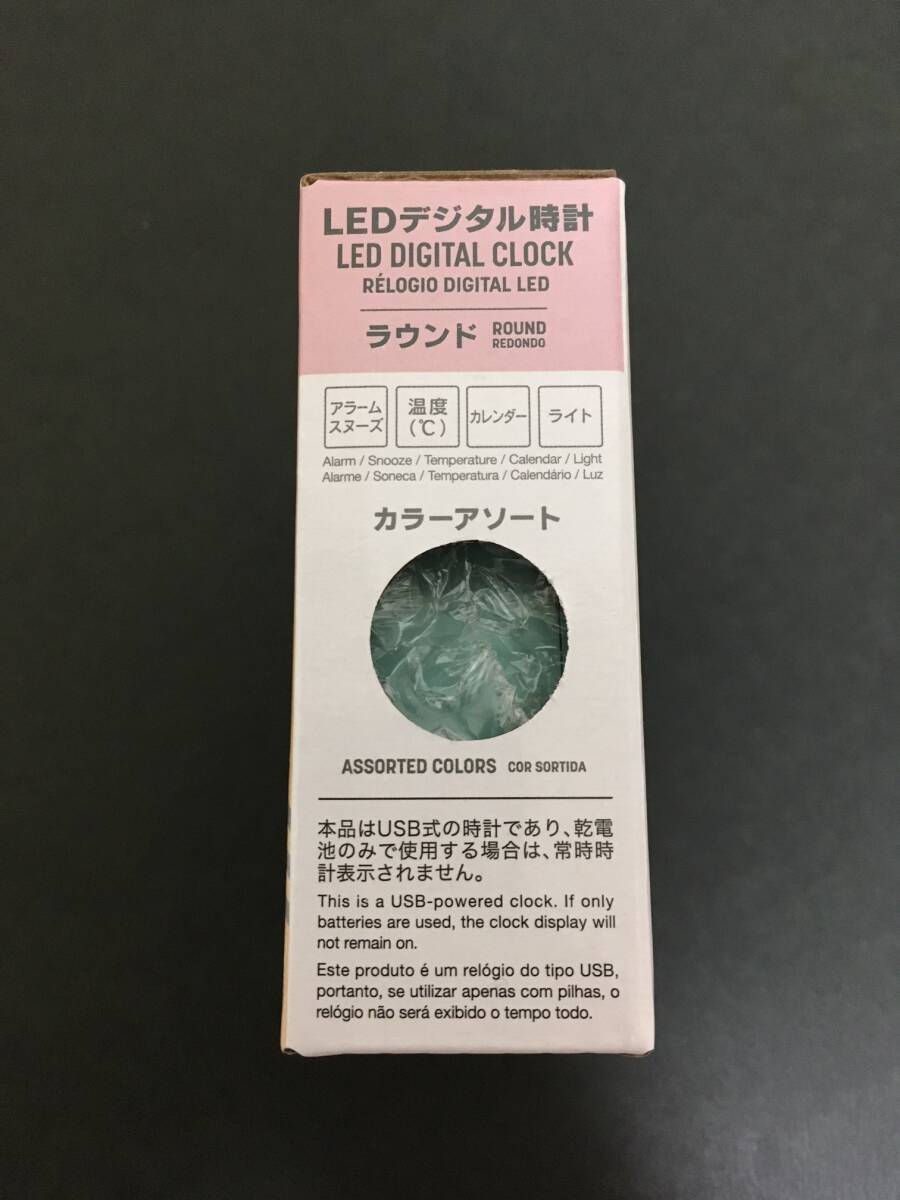 LEDデジタル時計
LED DIGITAL CLOCK
RÉLOGIO DIGITAL LED
ラウンド ROUND
REDONDO
アラーム
スヌーズ
温度
(℃)
カレンダー
ライト
Alarm / Snooze / Temperature / Calendar / Light
Alarme / Soneca / Temperatura / Calendário / Luz
カラーアソート
ASSORTED COLORS COR SORTIDA
本品はUSB式の時計であり、乾電
池のみで使用する場合は、常時時
計表示されません。
This is a USB-powered clock. If only
batteries are used, the clock display will
not remain on.
Este produto é um relógio do tipo USB,
portanto, se utilizar apenas com pilhas, o
relógio não será exibido o tempo todo.